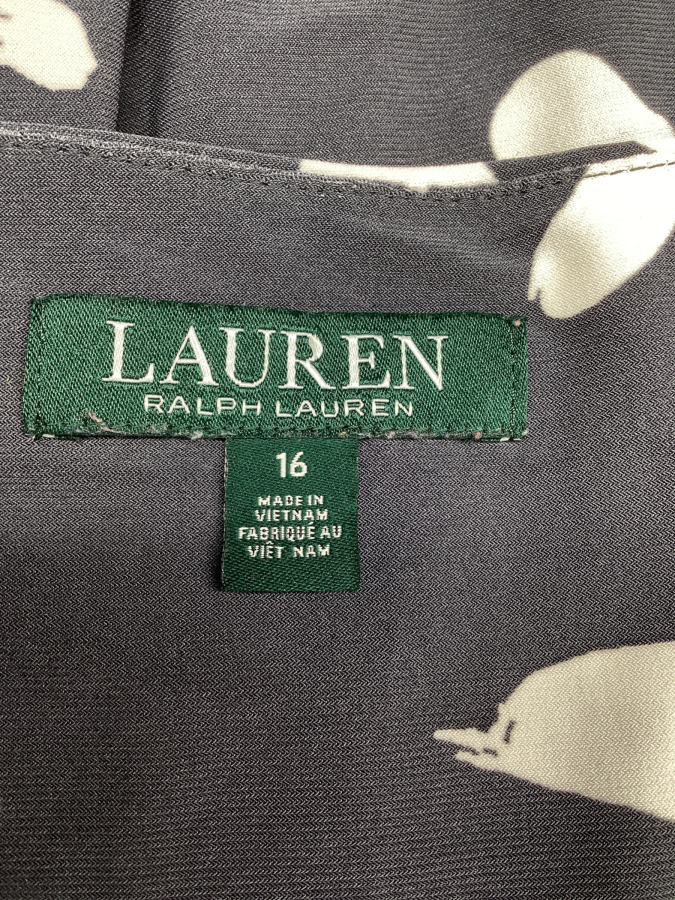 LAUREN
RALPH LAUREN
16
MADE IN
VIETNAM
FABRIQUÉ AU
VIÊT NAM